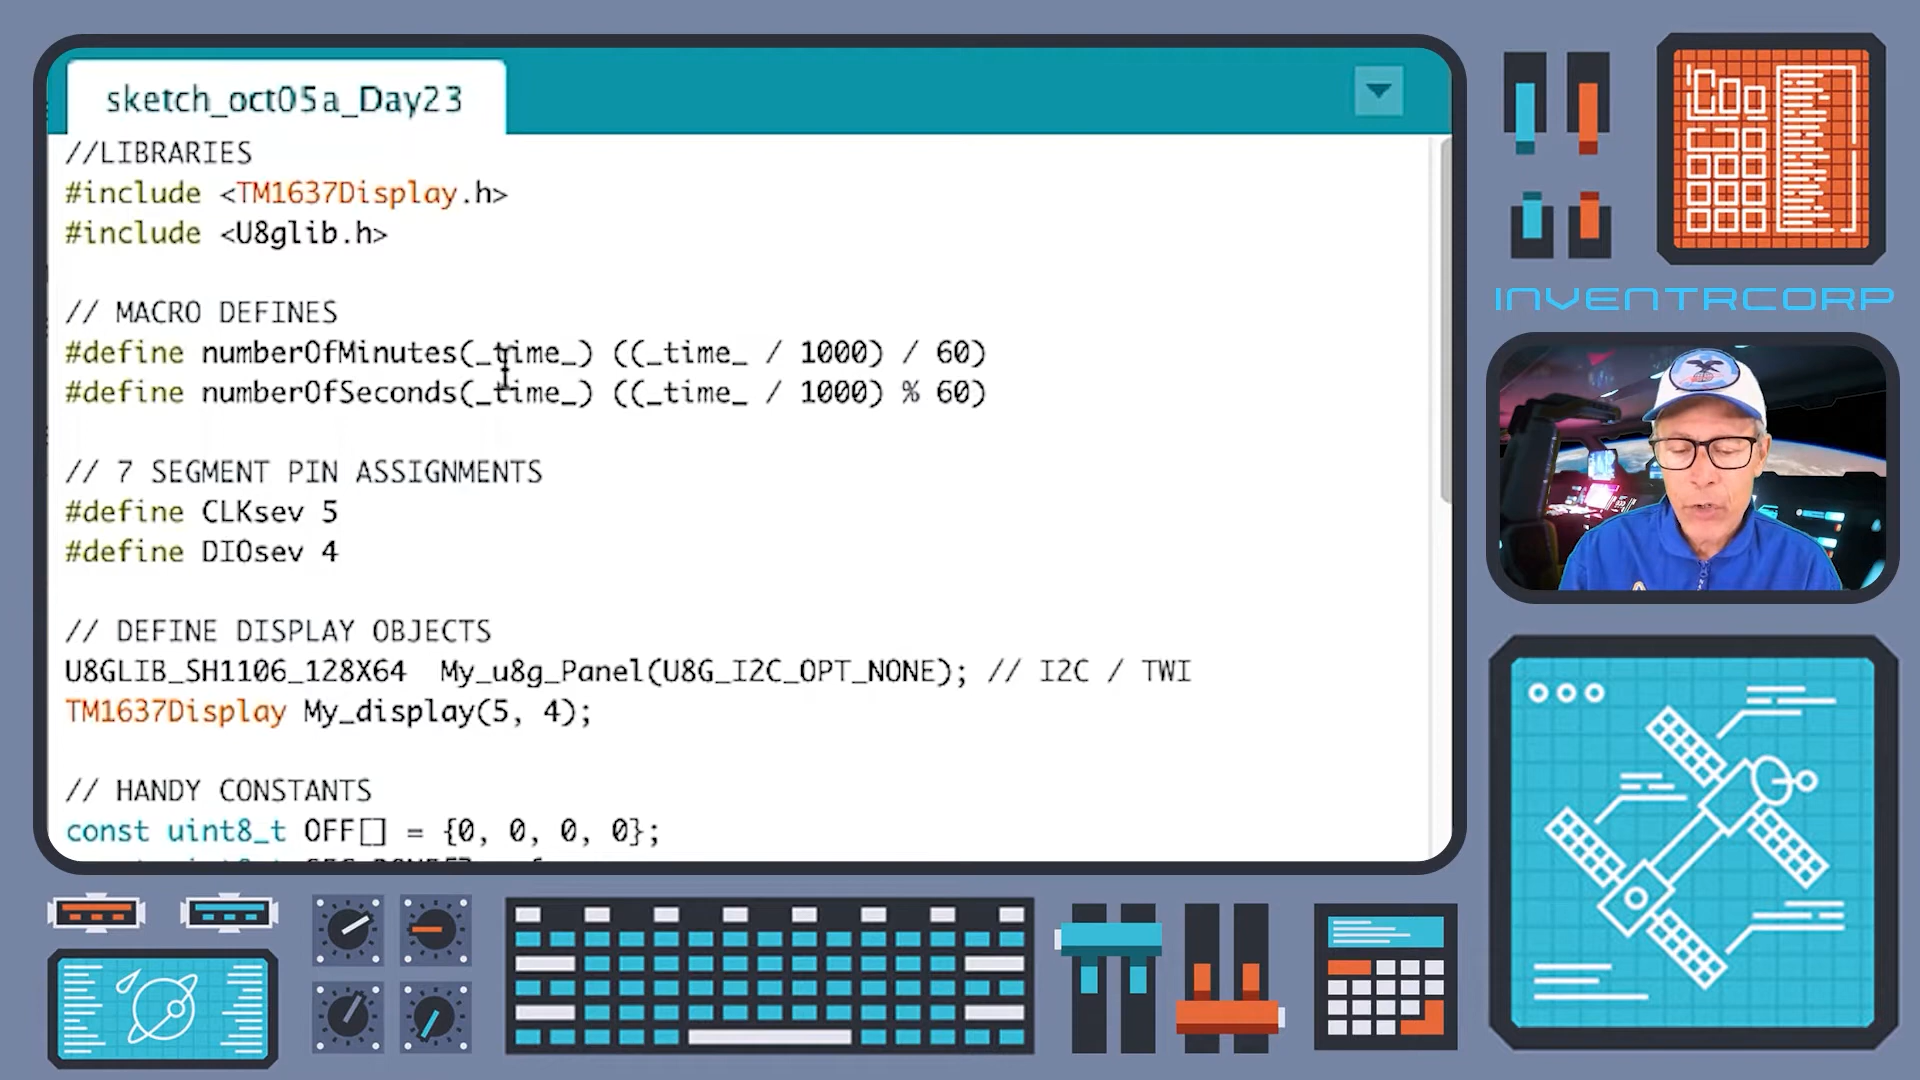 sketch_oct05a_Day23
//LIBRARIES
#include <TM1637Display.h>
#include <U8glib.h>
// MACRO DEFINES
#define numberOfMinutes(_time_) ((_time_ / 1000) / 60)
#define numberOfSeconds(_time_) ((_time_ / 1000) % 60)
// 7 SEGMENT PIN ASSIGNMENTS
#define CLKsev 5
#define DIOsev 4
// DEFINE DISPLAY OBJECTS
U8GLIB_SH1106_128X64  My_u8g_Panel(U8G_I2C_OPT_NONE); // I2C / TWI
TM1637Display My_display(5, 4);
// HANDY CONSTANTS
const uint8_t OFF[] = {0, 0, 0, 0};
INVENTRCORP